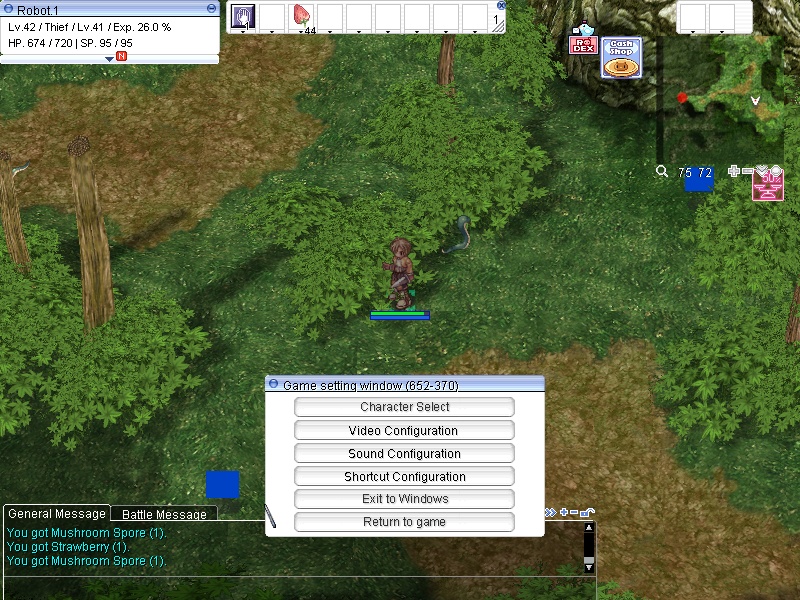 Robot.1
Lv.42 / Thief / Lv.41 / Exp. 26.0 %
HP. 674 / 720 | SP. 95 / 95
N
1
44
1
RODEX
Cash Shop
75 72
50%
Game setting window (652-370)
Character Select
Video Configuration
Sound Configuration
Shortcut Configuration
Exit to Windows
Return to game
General Message
Battle Message
You got Mushroom Spore (1).
You got Strawberry (1).
You got Mushroom Spore (1).